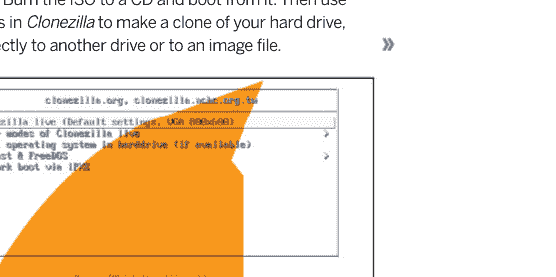 Burn the ISO to a CD and boot from it. Then use
s in Clonezilla to make a clone of your hard drive,
ectly to another drive or to an image file.
»
clonezilla.org, clonezilla.nchc.org.tw
zilla live (Default settings, VGA 800x600)
modes of Clonezilla live >
operating system in harddrive (if available)
st & FreeDOS >
rk boot via iPXE